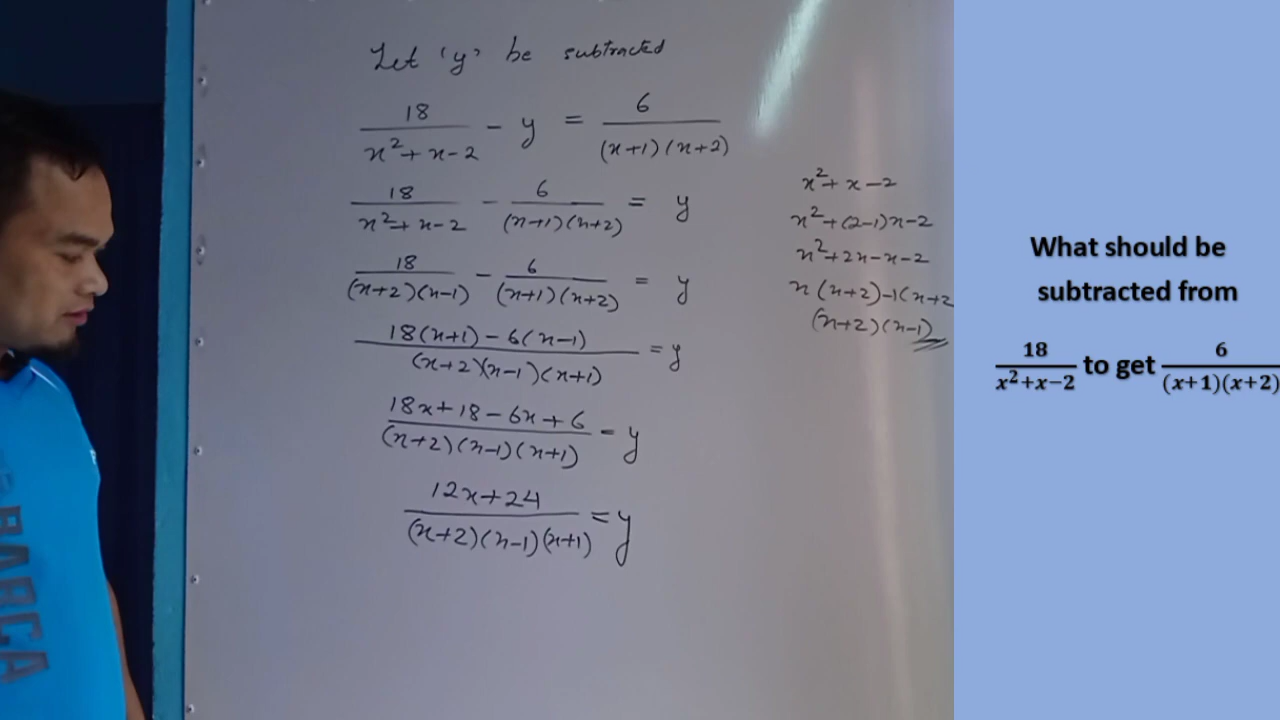 Let 'y' be subtracted
18/(x²+x-2) - y = 6/((x+1)(x+2))
18/(x²+x-2) - 6/((x+1)(x+2)) = y
18/((x+2)(x-1)) - 6/((x+1)(x+2)) = y
(18(x+1)-6(x-1))/((x+2)(x-1)(x+1)) = y
(18x+18-6x+6)/((x+2)(x-1)(x+1)) = y
(12x+24)/((x+2)(x-1)(x+1)) = y
x²+x-2
x²+(2-1)x-2
x²+2x-x-2
x(x+2)-1(x+2
(x+2)(x-1)
What should be
subtracted from
18/(x²+x-2) to get 6/((x+1)(x+2))
BARCA